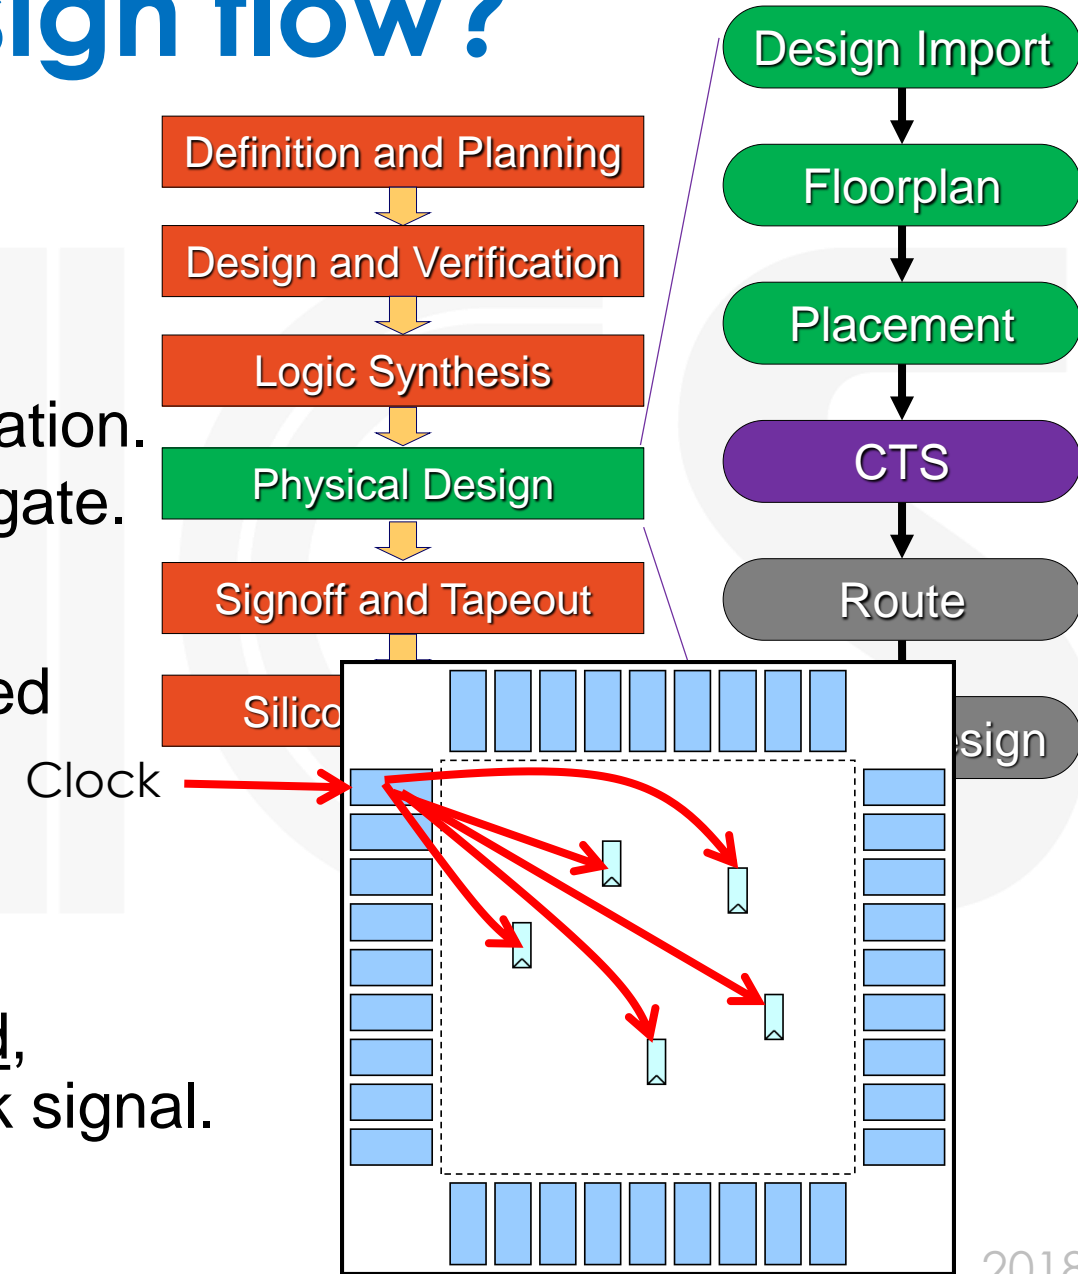 sign flow?
Definition and Planning
Design and Verification
Logic Synthesis
Physical Design
Signoff and Tapeout
Silico
ation.
gate.
ed
Clock
d,
k signal.
Design Import
Floorplan
Placement
CTS
Route
sign
2018